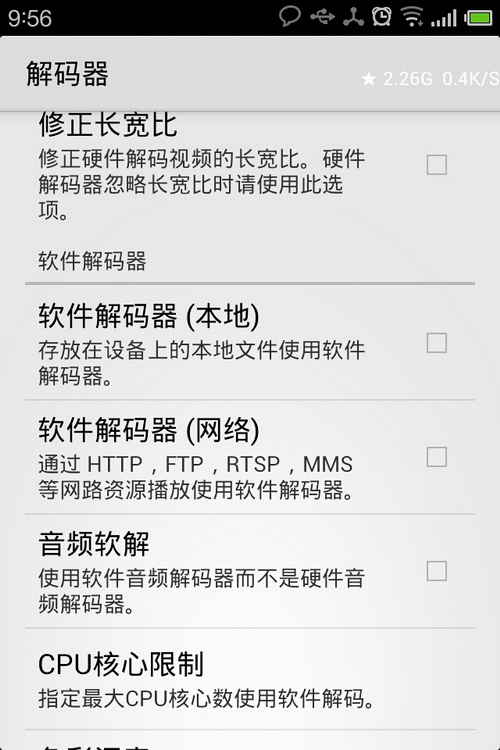 9:56
解码器
★ 2.26G 0.4K/S
修正长宽比
修正硬件解码视频的长宽比。硬件
解码器忽略长宽比时请使用此选
项。
软件解码器
软件解码器 (本地)
存放在设备上的本地文件使用软件
解码器。
软件解码器 (网络)
通过 HTTP，FTP，RTSP，MMS
等网路资源播放使用软件解码器。
音频软解
使用软件音频解码器而不是硬件音
频解码器。
CPU核心限制
指定最大CPU核心数使用软件解码。